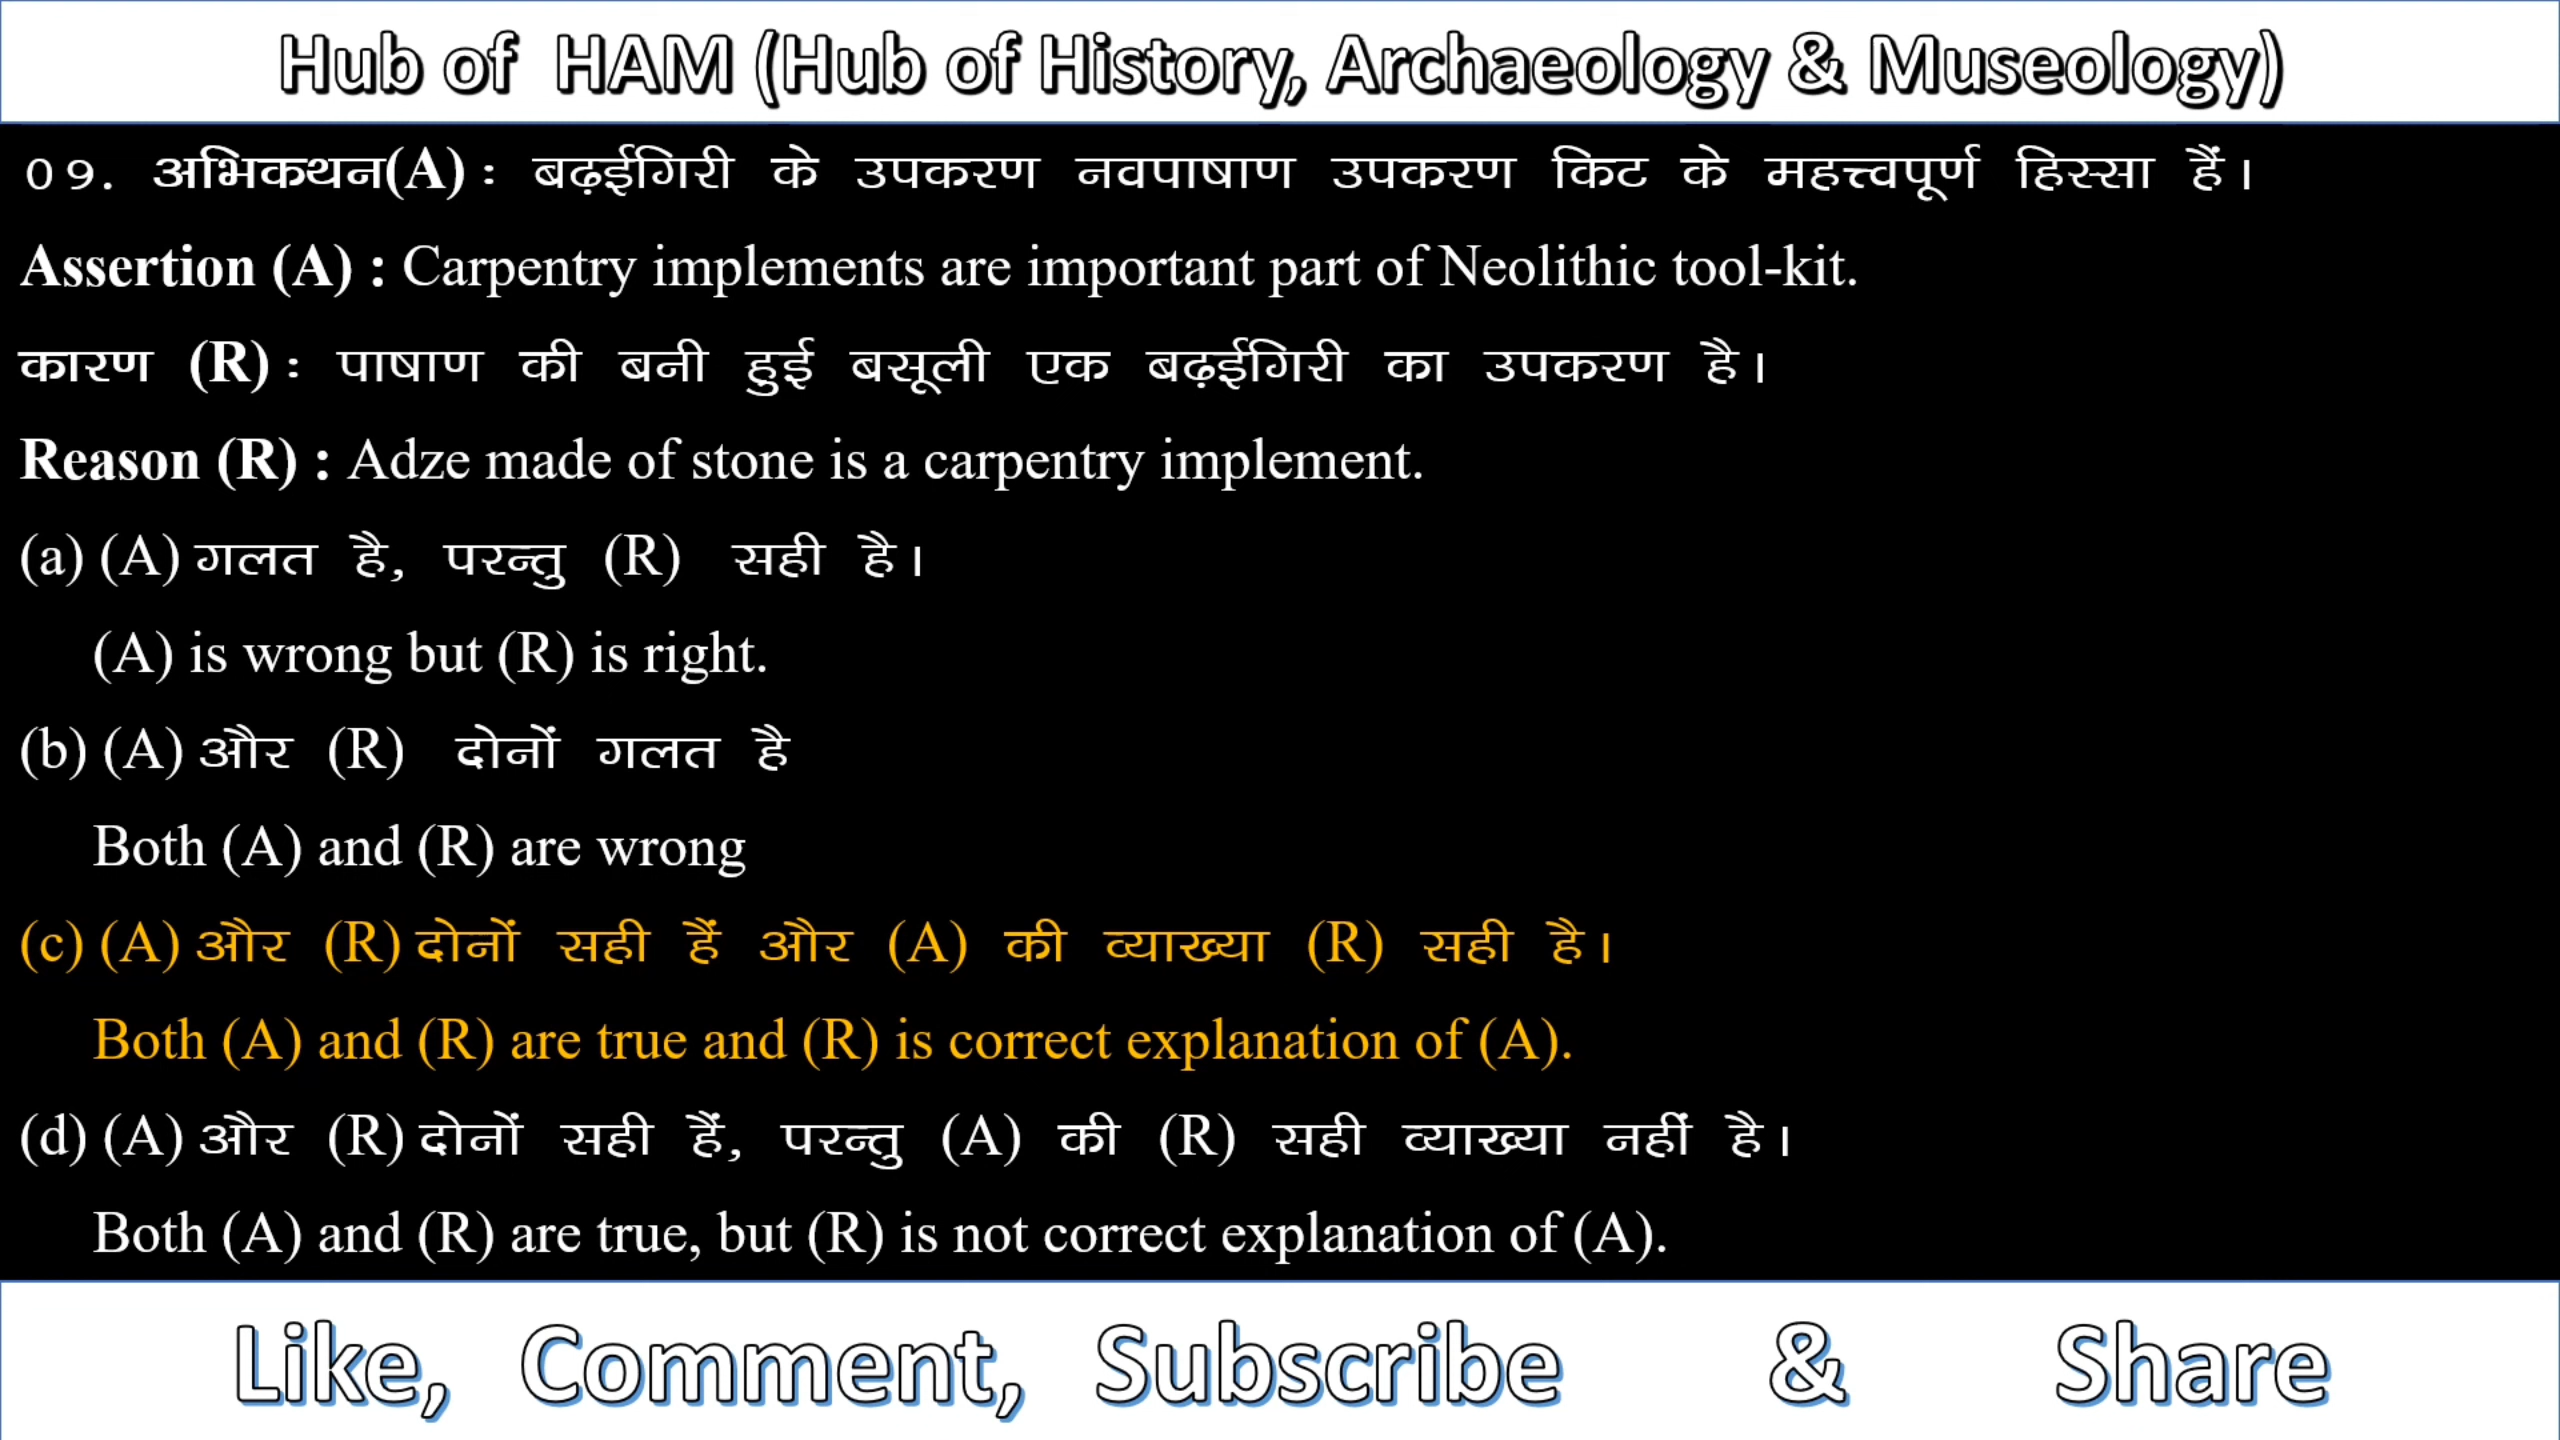 Hub of HAM (Hub of History, Archaeology & Museology)
09. अभिकथन(A) : बढ़ईगिरी के उपकरण नवपाषाण उपकरण किट के महत्त्वपूर्ण हिस्सा हैं।
Assertion (A) : Carpentry implements are important part of Neolithic tool-kit.
कारण (R) : पाषाण की बनी हुई बसूली एक बढ़ईगिरी का उपकरण है।
Reason (R) : Adze made of stone is a carpentry implement.
(a) (A) गलत है, परन्तु (R) सही है।
(A) is wrong but (R) is right.
(b) (A) और (R) दोनों गलत है
Both (A) and (R) are wrong
(c) (A) और (R) दोनों सही हैं और (A) की व्याख्या (R) सही है।
Both (A) and (R) are true and (R) is correct explanation of (A).
(d) (A) और (R) दोनों सही हैं, परन्तु (A) की (R) सही व्याख्या नहीं है।
Both (A) and (R) are true, but (R) is not correct explanation of (A).
Like, Comment, Subscribe & Share